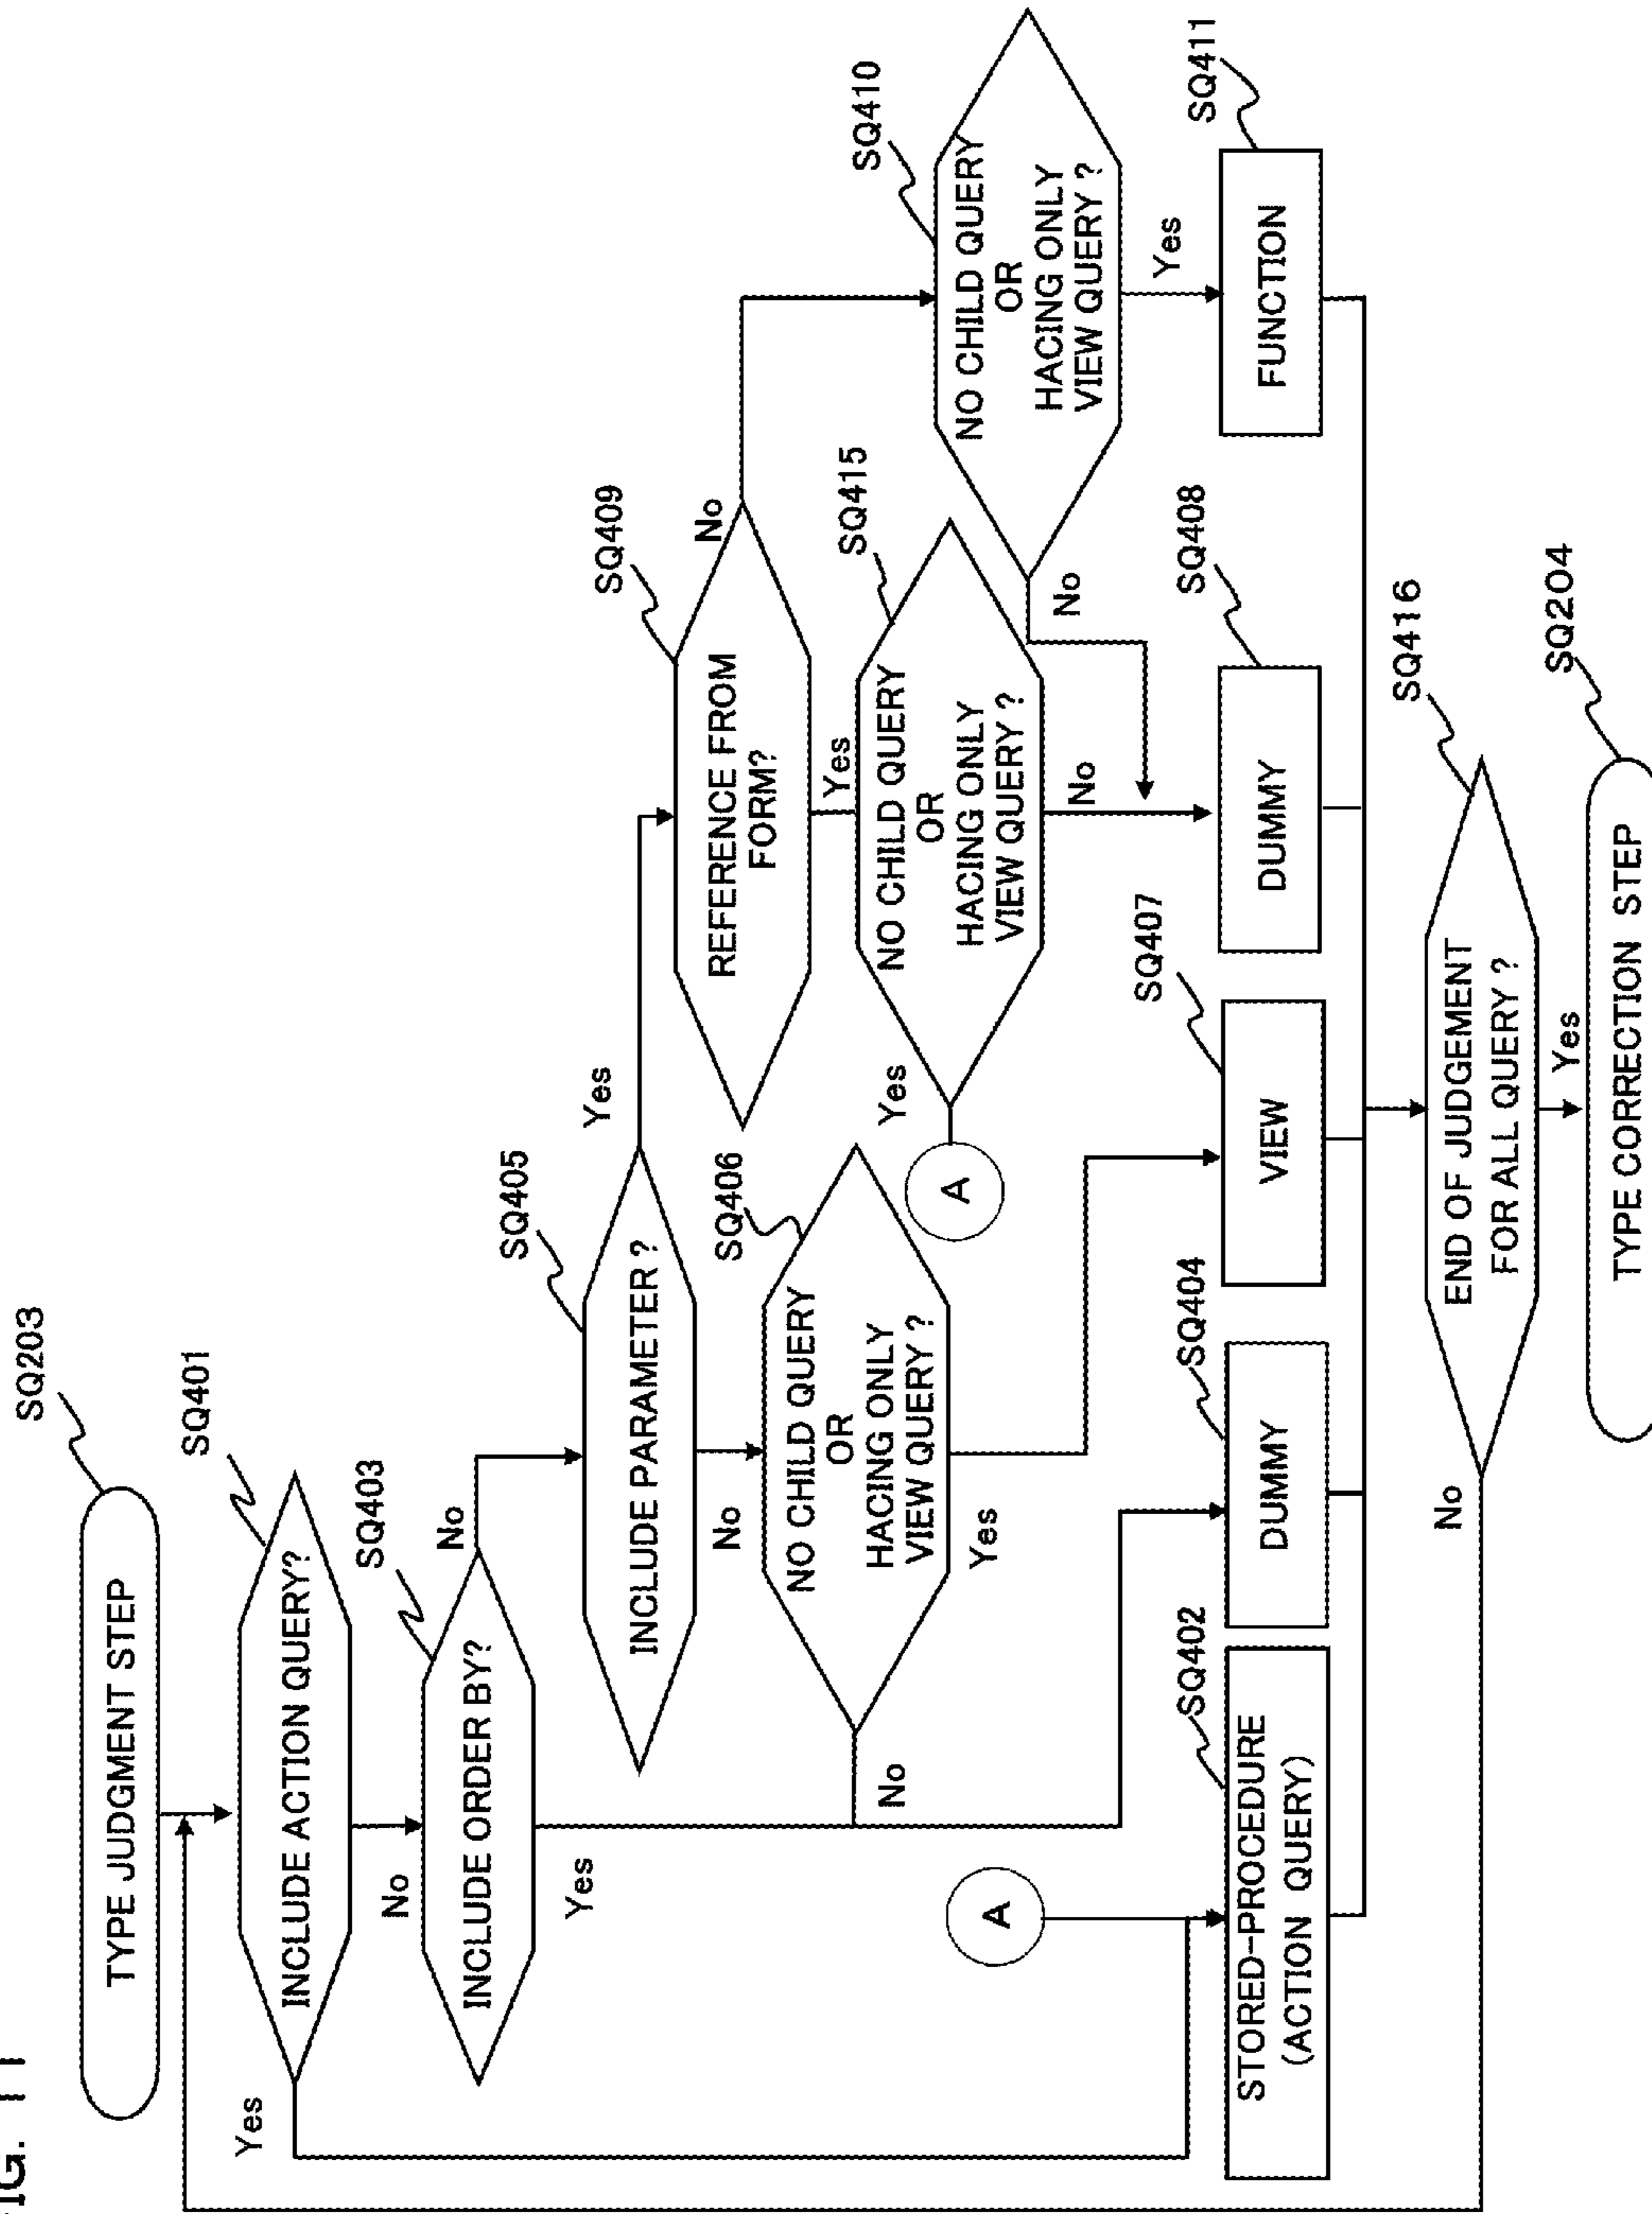 FIG. 11
SQ203
TYPE JUDGMENT STEP
SQ401
INCLUDE ACTION QUERY?
Yes
No
SQ403
INCLUDE ORDER BY?
No
Yes
SQ405
INCLUDE PARAMETER ?
Yes
No
SQ409
REFERENCE FROM
FORM?
No
Yes
SQ406
NO CHILD QUERY
OR
HACING ONLY
VIEW QUERY ?
No
Yes
SQ415
NO CHILD QUERY
OR
HACING ONLY
VIEW QUERY ?
Yes
No
A
SQ410
NO CHILD QUERY
OR
HACING ONLY
VIEW QUERY ?
No
Yes
A
SQ402
STORED-PROCEDURE
(ACTION QUERY)
SQ404
DUMMY
SQ407
VIEW
SQ408
DUMMY
SQ411
FUNCTION
SQ416
END OF JUDGEMENT
FOR ALL QUERY ?
No
Yes
SQ204
TYPE CORRECTION STEP